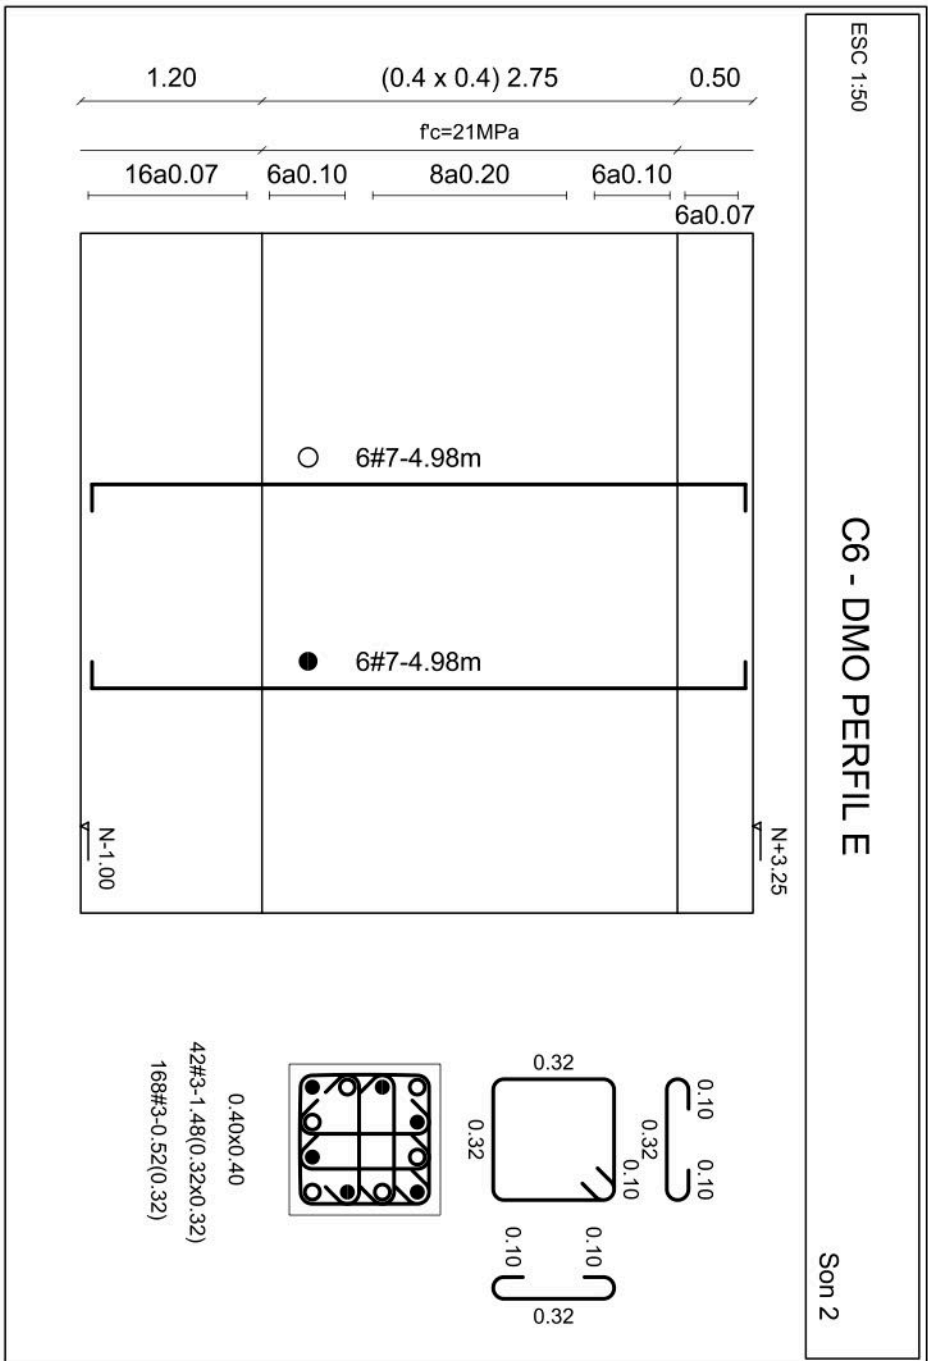 ESC 1:50
C6 - DMO PERFIL E
Son 2
1.20
(0.4 x 0.4) 2.75
0.50
f'c=21MPa
16a0.07
6a0.10
8a0.20
6a0.10
6a0.07
6#7-4.98m
6#7-4.98m
N-1.00
N+3.25
0.10
0.10
0.32
0.32
0.32
0.10
0.10
0.10
0.32
0.40x0.40
42#3-1.48(0.32x0.32)
168#3-0.52(0.32)